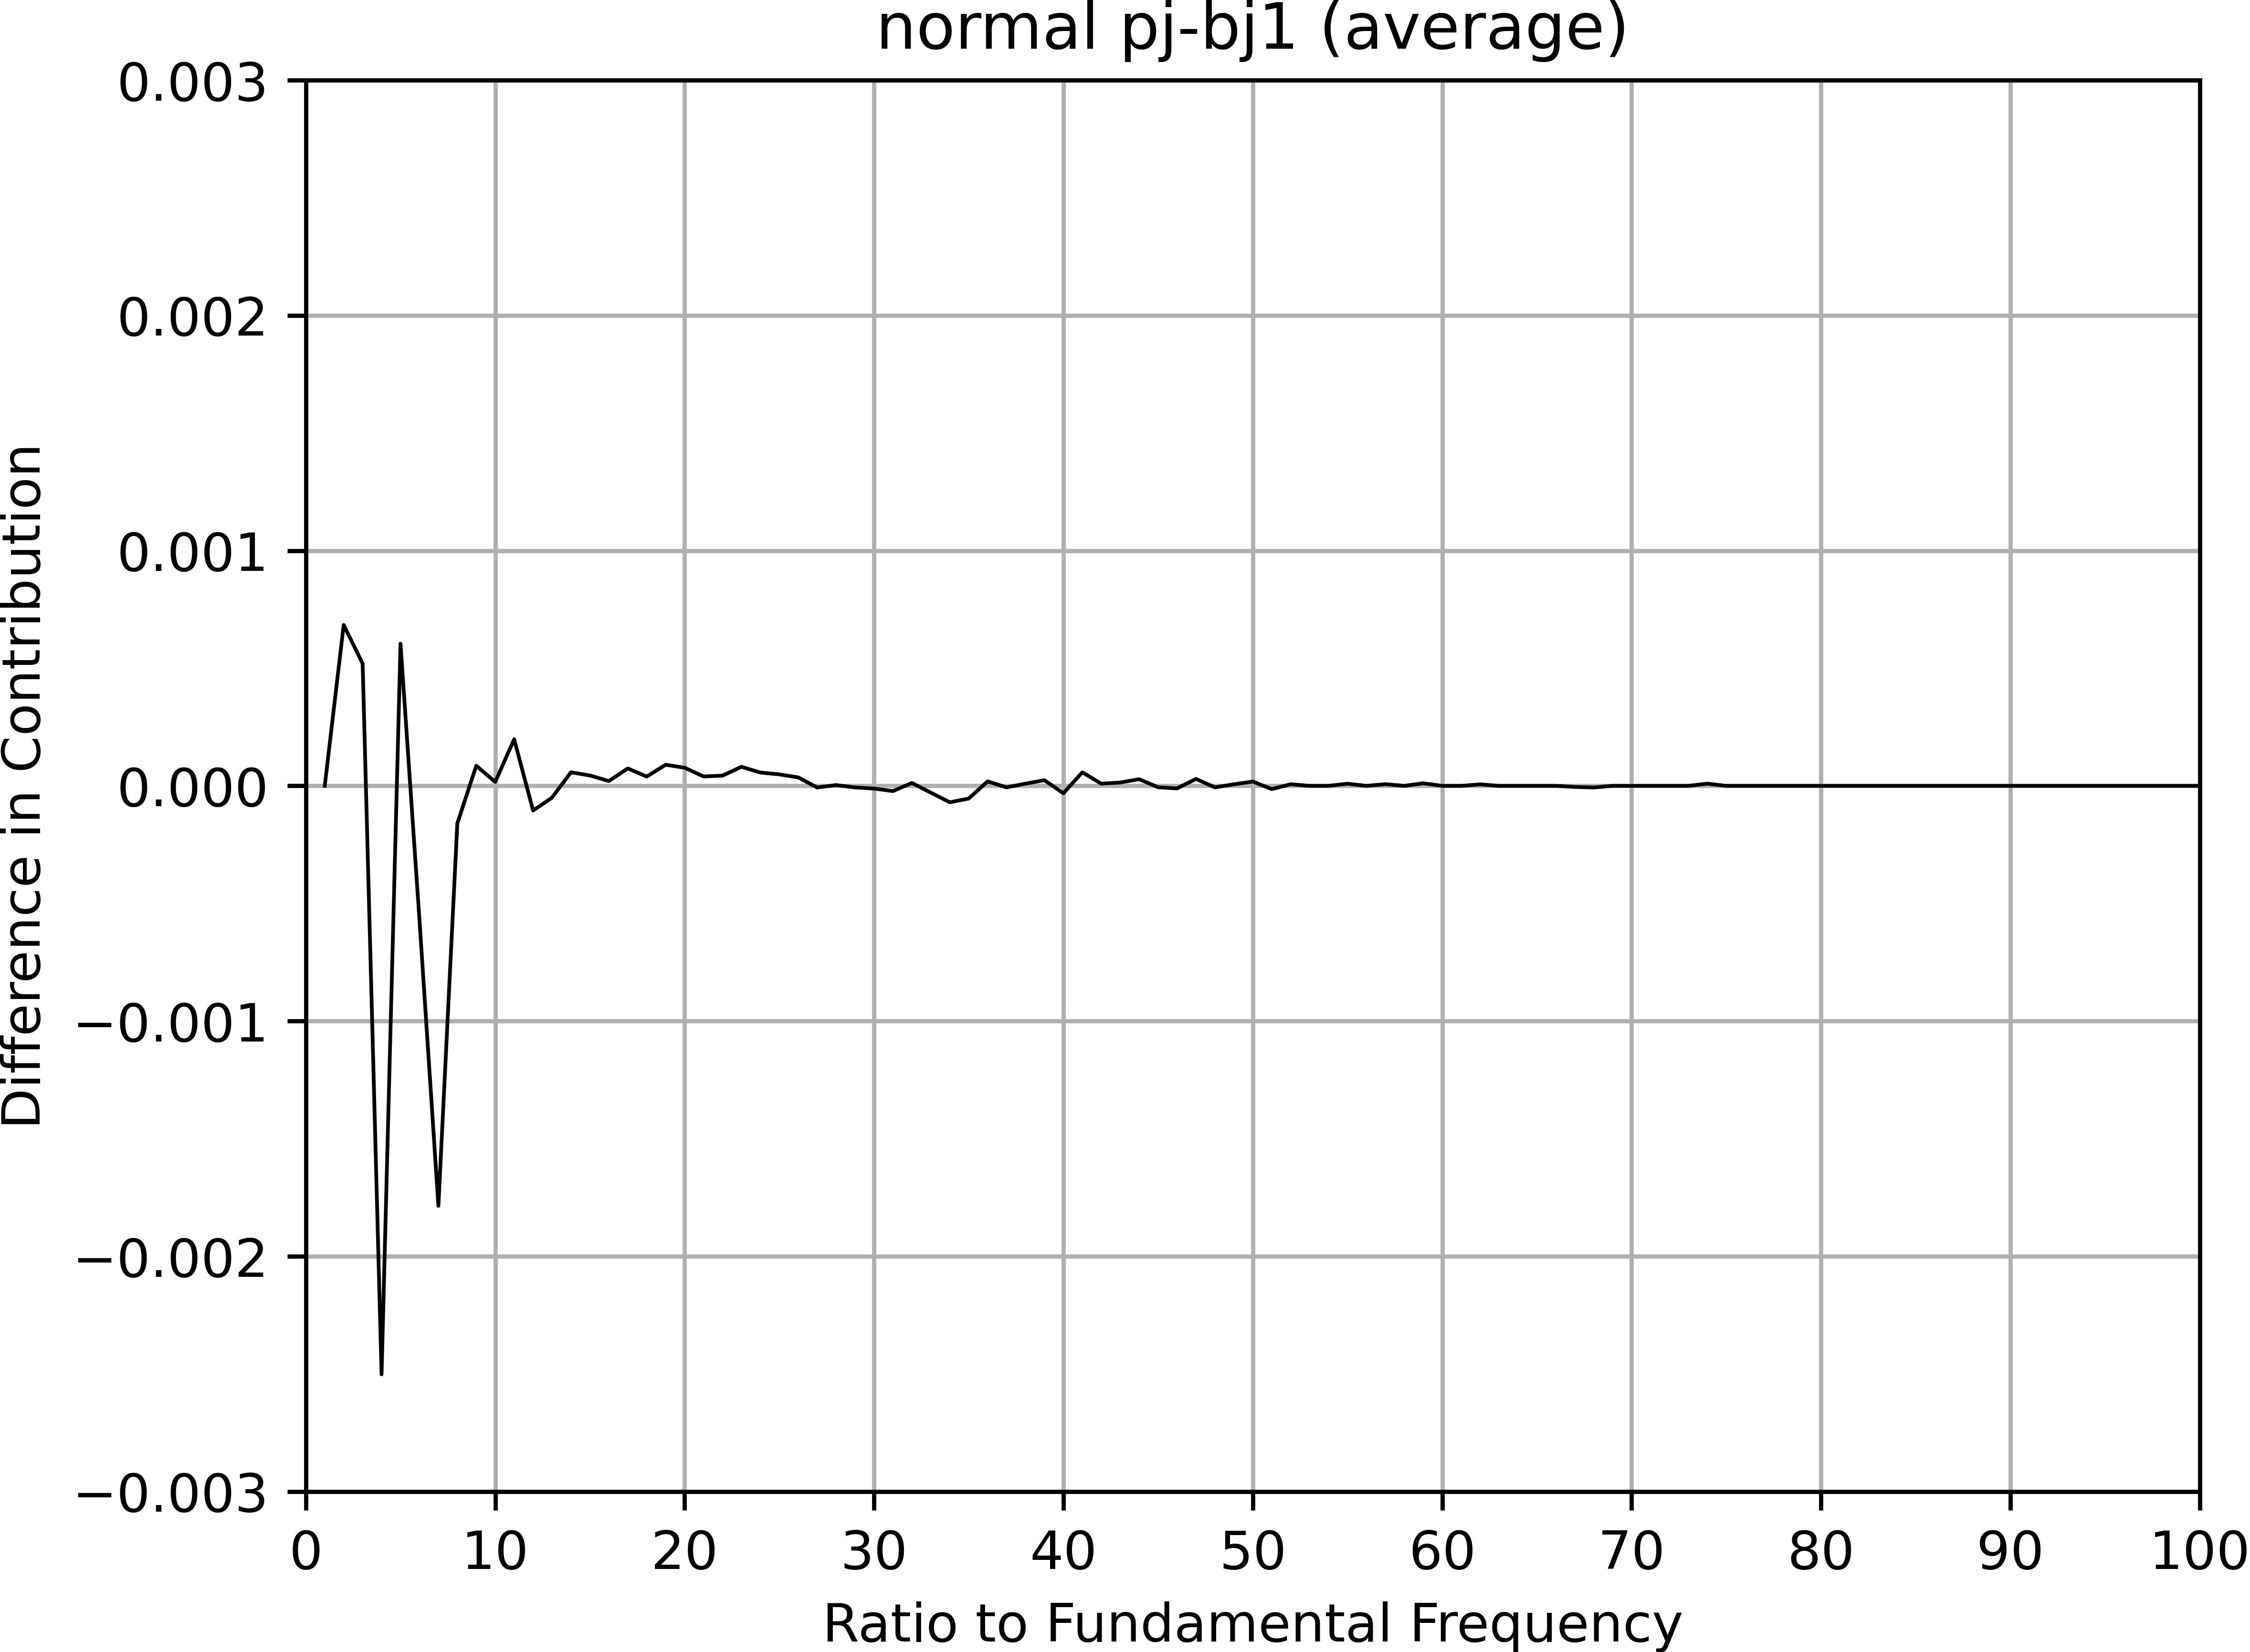 normal pj-bj1 (average)
0.003
0.002
0.001
0.000
−0.001
−0.002
−0.003
Difference in Contribution
0 10 20 30 40 50 60 70 80 90 100
Ratio to Fundamental Frequency